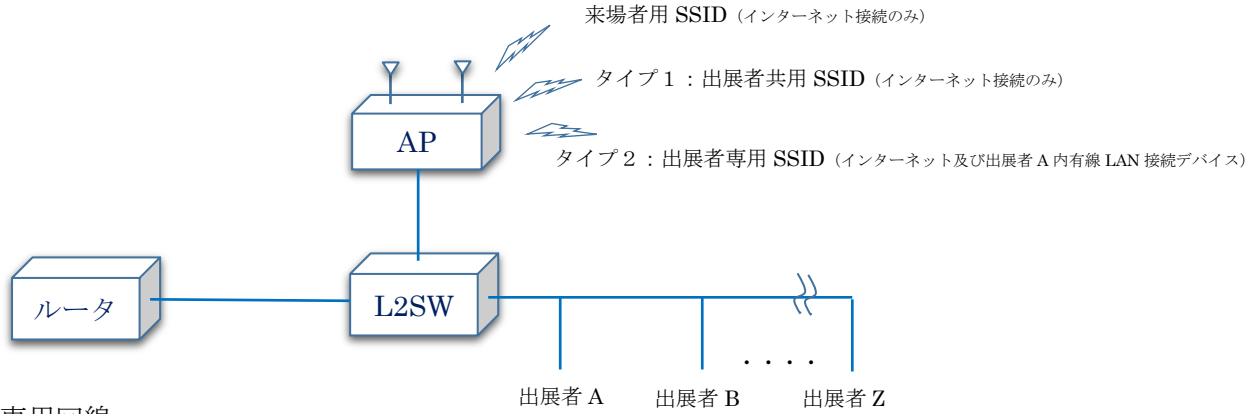 来場者用 SSID（インターネット接続のみ）
タイプ１：出展者共用 SSID（インターネット接続のみ）
AP
タイプ２：出展者専用 SSID（インターネット及び出展者 A 内有線 LAN 接続デバイス）
ルータ
L2SW
・・・・
出展者 A 出展者 B 出展者 Z
専用回線